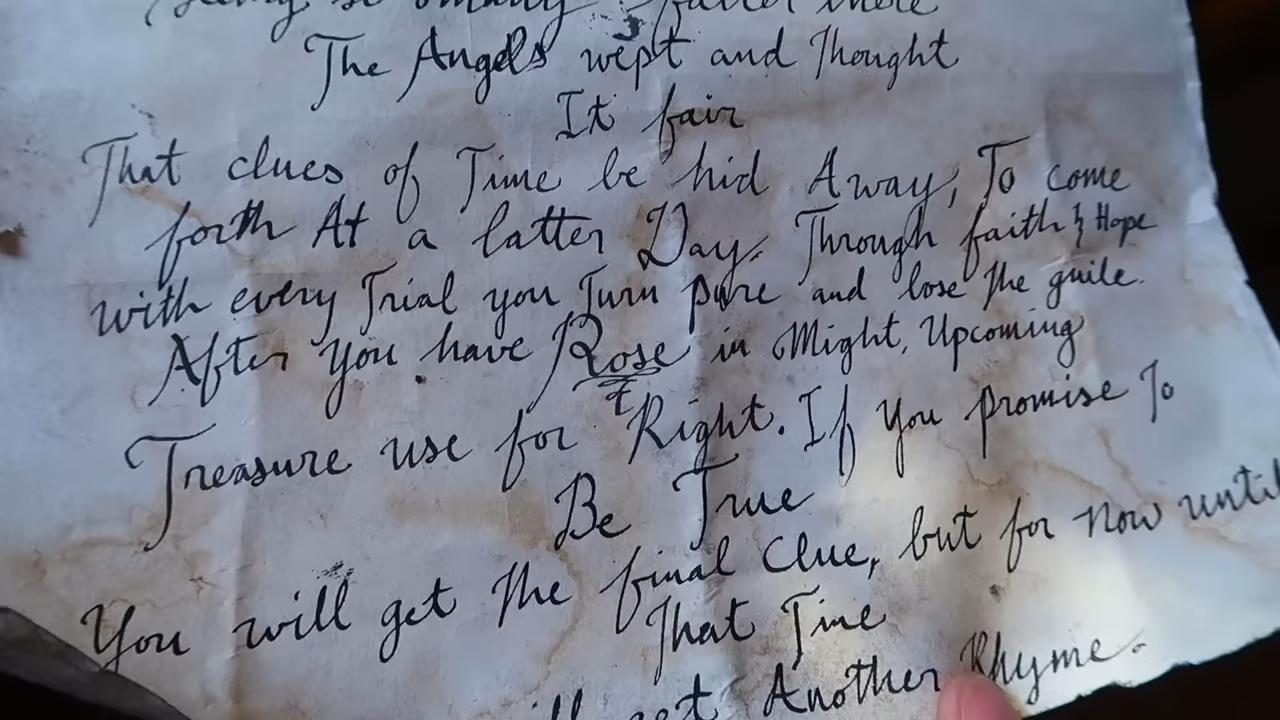 so many
The Angels wept and Thought
It fair
That clues of Time be hid Away, To come
forth At a latter Day. Through faith & Hope
with every Trial you Turn pure and lose the guile.
After you have Rose in Might, Upcoming
Treasure use for Right. If you promise To
Be True
You will get the final Clue, but for now until
That Time
get Another Rhyme.